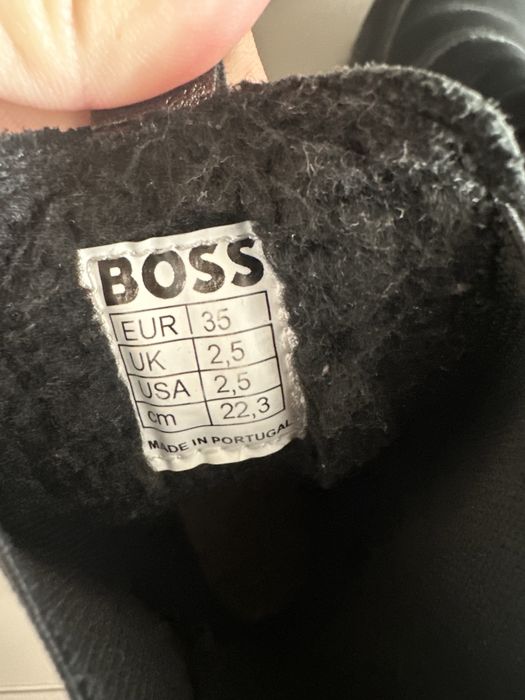 BOSS
EUR 35
UK 2,5
USA 2,5
cm 22,3
MADE IN PORTUGAL